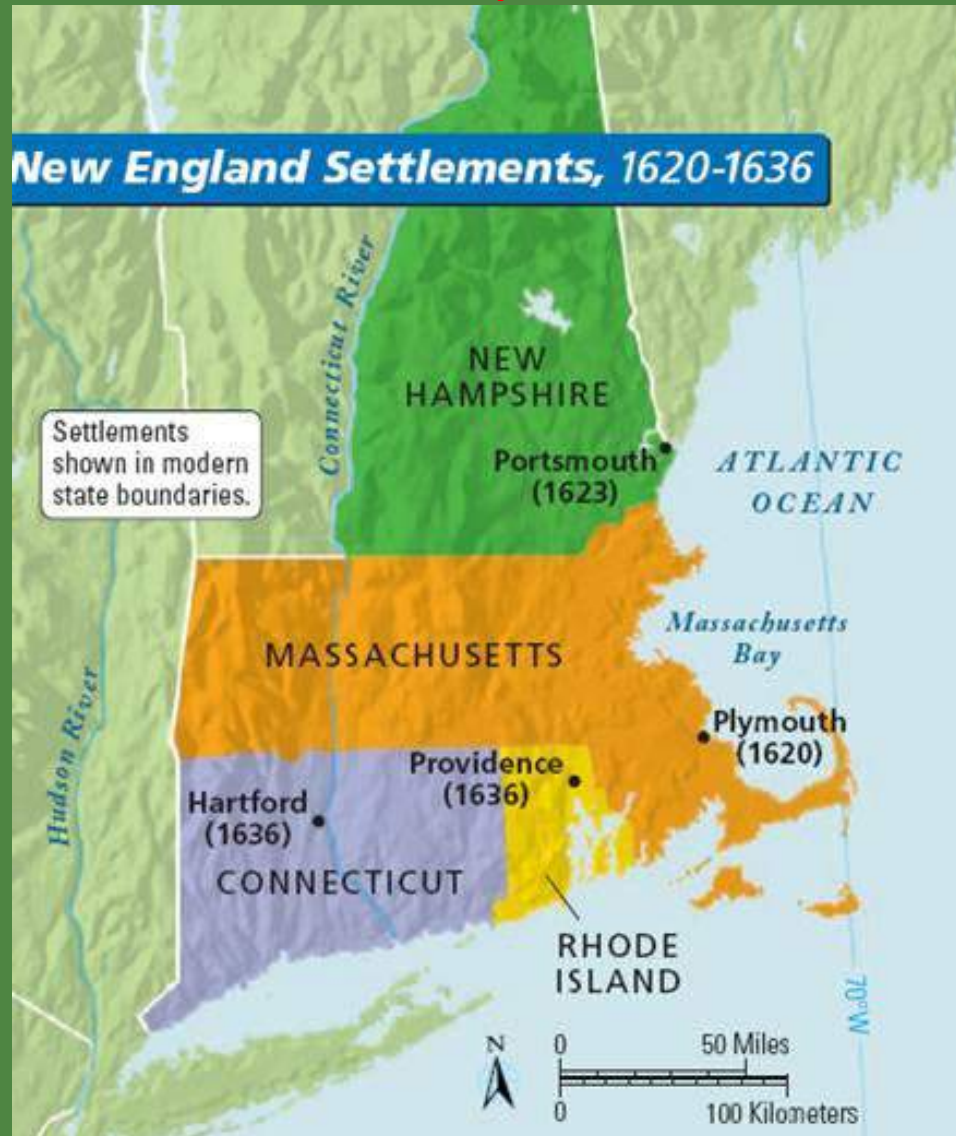 New England Settlements, 1620-1636
Connecticut River
NEW
HAMPSHIRE
Settlements
shown in modern
state boundaries.
Portsmouth
(1623)
ATLANTIC
OCEAN
MASSACHUSETTS
Massachusetts
Bay
Hudson River
Plymouth
(1620)
Providence
(1636)
Hartford
(1636)
CONNECTICUT
RHODE
ISLAND
70°W
N
0
50 Miles
0
100 Kilometers